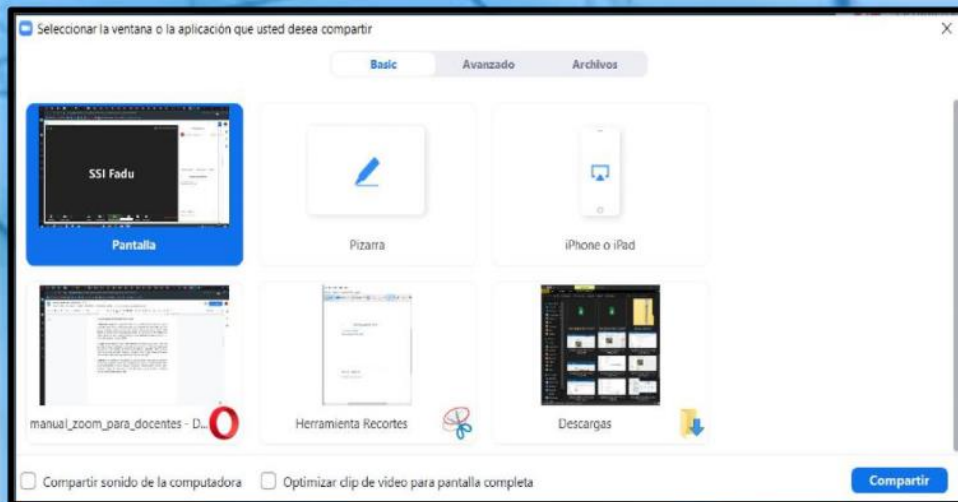 Seleccionar la ventana o la aplicación que usted desea compartir
Basic Avanzado Archivos
SSI Fadu
Pantalla Pizarra iPhone o iPad
manual_zoom_para_docentes - D... Herramienta Recortes Descargas
Compartir sonido de la computadora Optimizar clip de video para pantalla completa Compartir